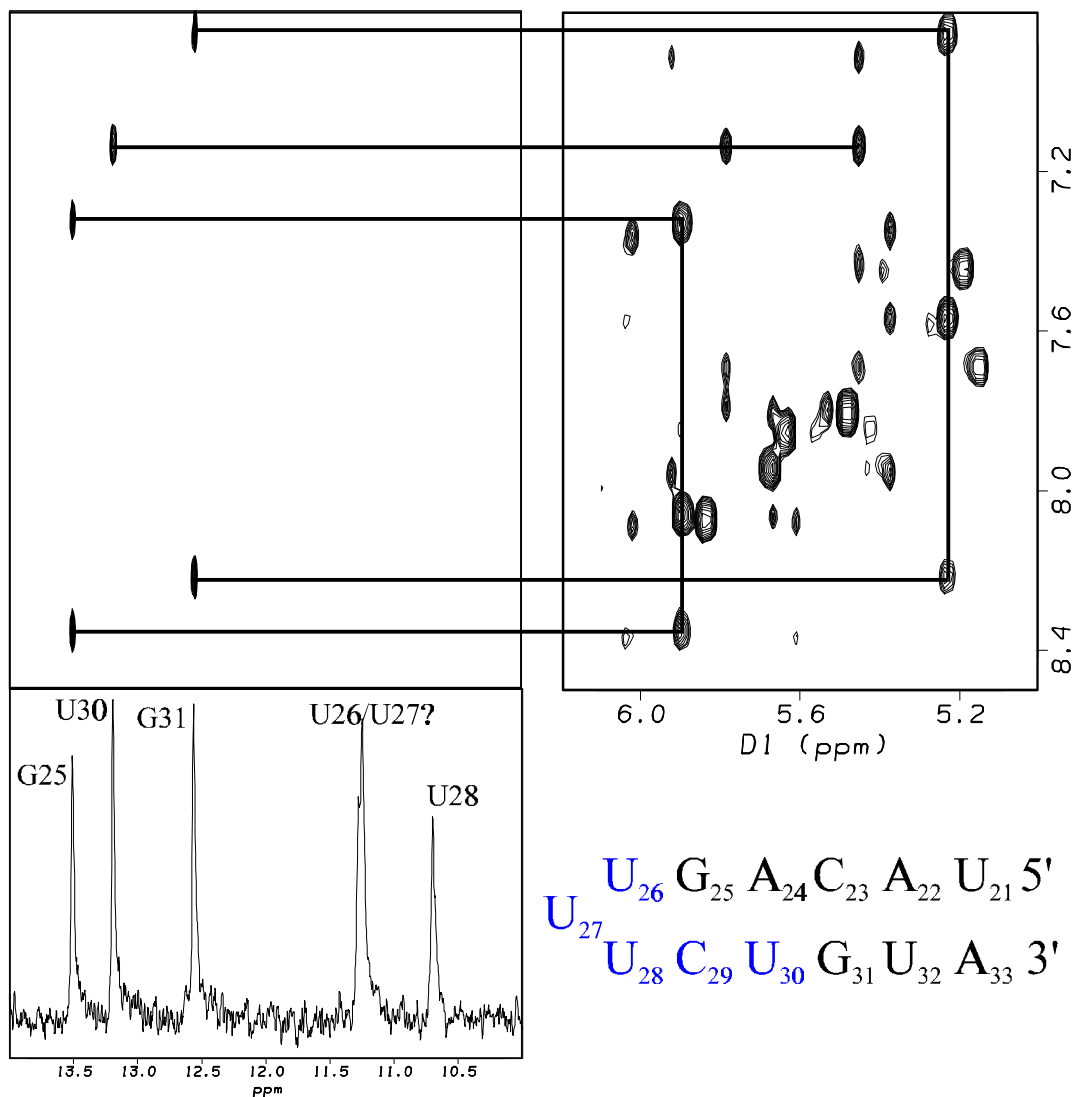 7.2
7.6
8.0
8.4
6.0 5.6 5.2
D1 (ppm)
G25
U30
G31
U26/U27?
U28
13.5 13.0 12.5 12.0 11.5 11.0 10.5
ppm
U26 G25 A24 C23 A22 U21 5'
U27
U28 C29 U30 G31 U32 A33 3'